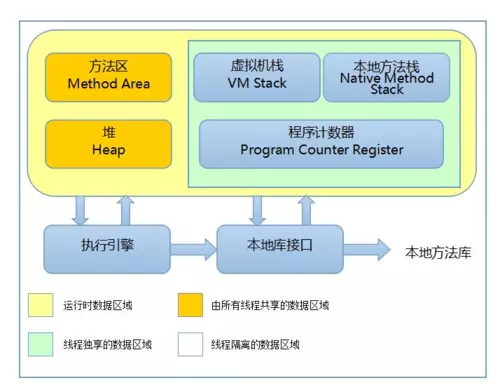 方法区
Method Area
虚拟机栈
VM Stack
本地方法栈
Native Method
Stack
堆
Heap
程序计数器
Program Counter Register
执行引擎
本地库接口
本地方法库
运行时数据区域
由所有线程共享的数据区域
线程独享的数据区域
线程隔离的数据区域